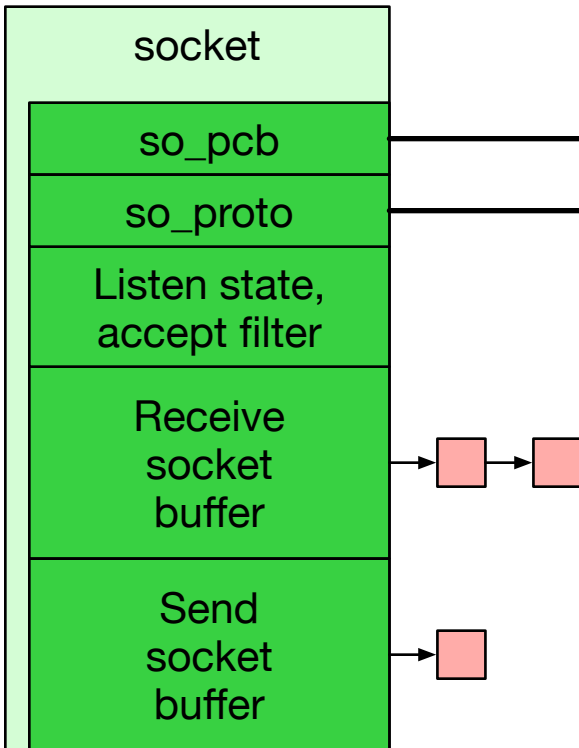 socket
so_pcb
so_proto
Listen state,
accept filter
Receive
socket
buffer
Send
socket
buffer